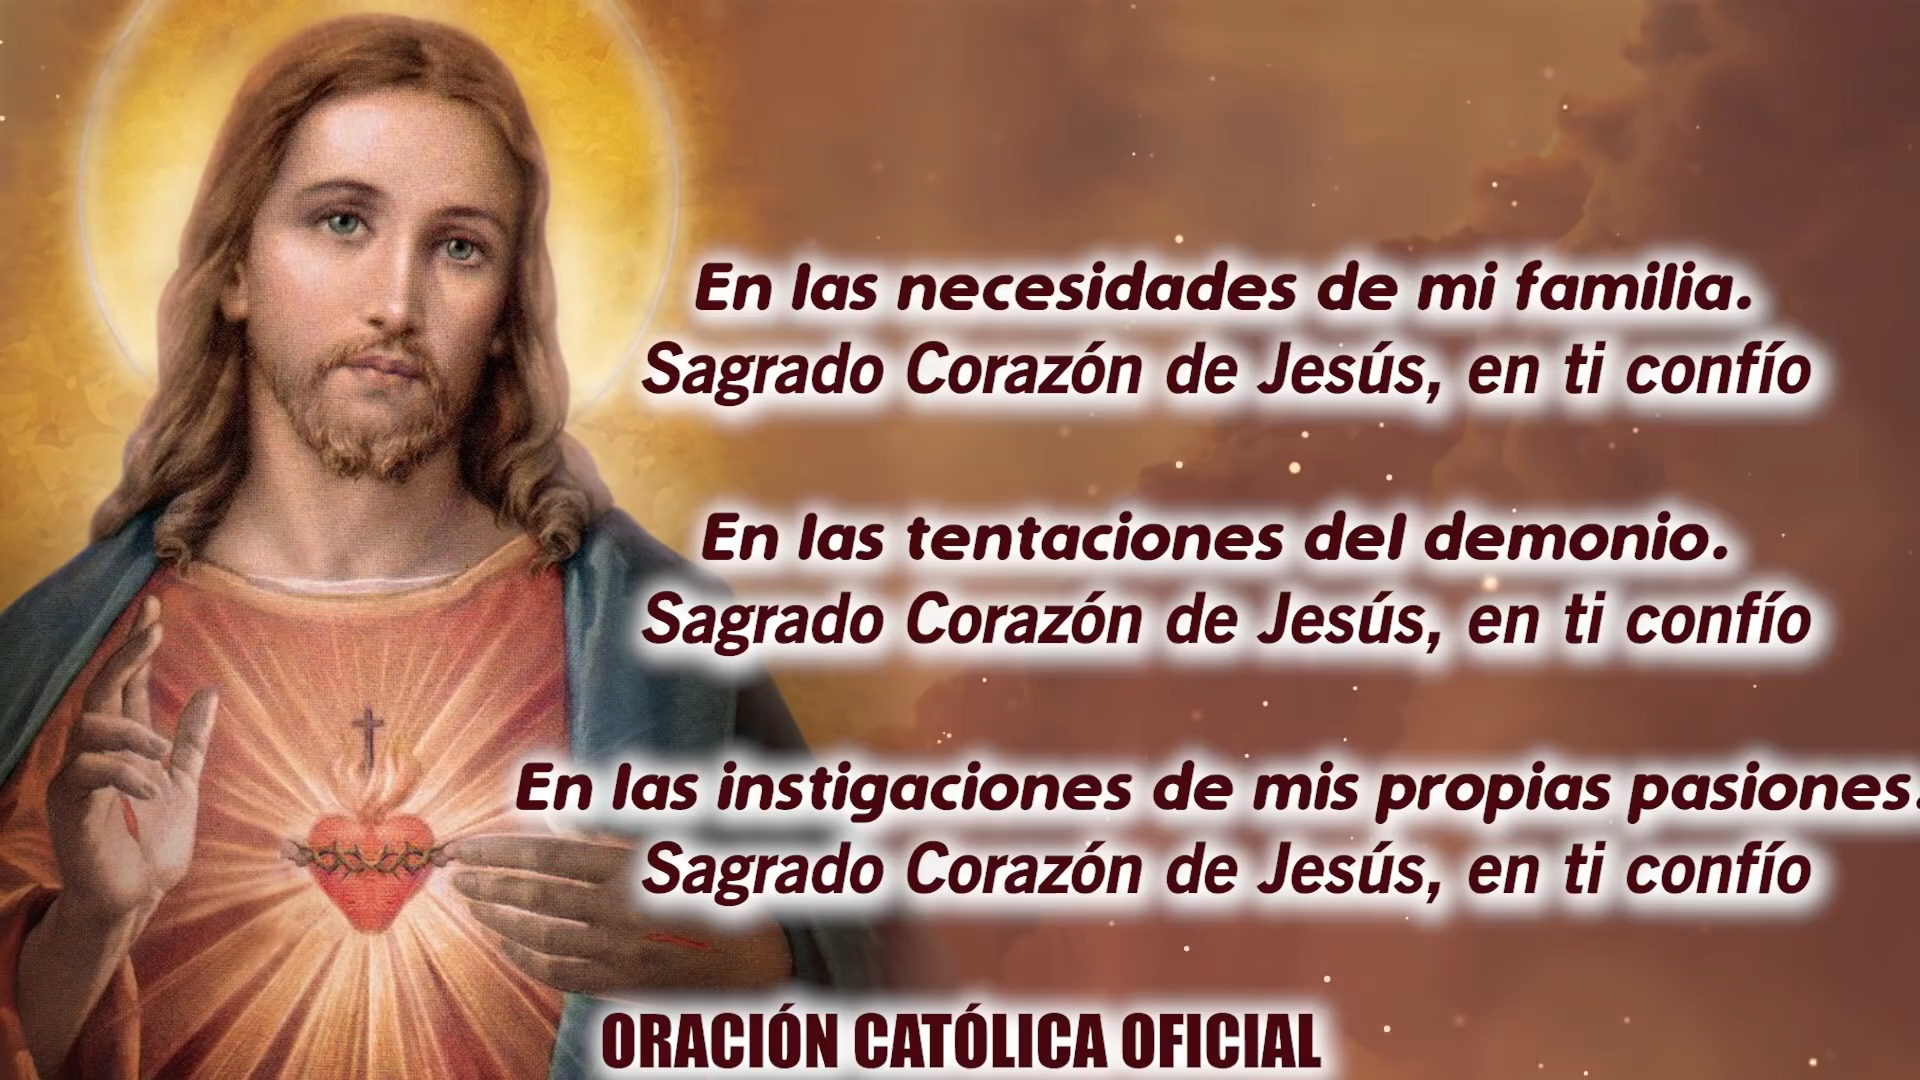 En las necesidades de mi familia.
Sagrado Corazón de Jesús, en ti confío
En las tentaciones del demonio.
Sagrado Corazón de Jesús, en ti confío
En las instigaciones de mis propias pasiones.
Sagrado Corazón de Jesús, en ti confío
ORACIÓN CATÓLICA OFICIAL